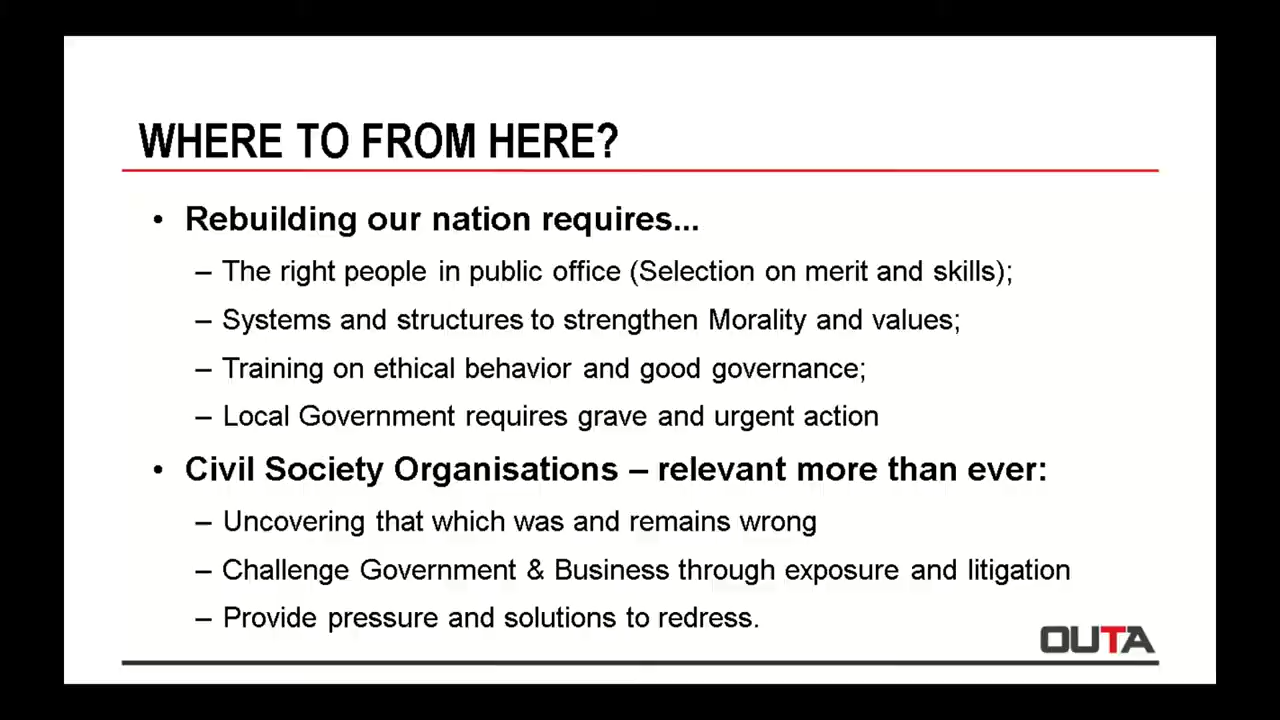 WHERE TO FROM HERE?
• Rebuilding our nation requires...
– The right people in public office (Selection on merit and skills);
– Systems and structures to strengthen Morality and values;
– Training on ethical behavior and good governance;
– Local Government requires grave and urgent action
• Civil Society Organisations – relevant more than ever:
– Uncovering that which was and remains wrong
– Challenge Government & Business through exposure and litigation
– Provide pressure and solutions to redress.
OUTA